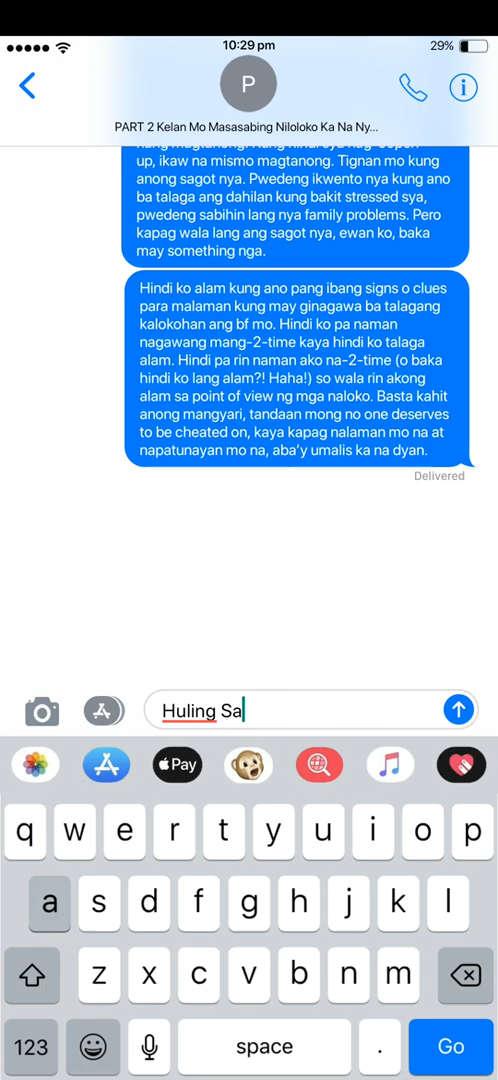 10:29 pm
29%
P
PART 2 Kelan Mo Masasabing Niloloko Ka Na Ny...
up, ikaw na mismo magtanong. Tignan mo kung
anong sagot nya. Pwedeng ikwento nya kung ano
ba talaga ang dahilan kung bakit stressed sya,
pwedeng sabihin lang nya family problems. Pero
kapag wala lang ang sagot nya, ewan ko, baka
may something nga.
Hindi ko alam kung ano pang ibang signs o clues
para malaman kung may ginagawa ba talagang
kalokohan ang bf mo. Hindi ko pa naman
nagawang mang-2-time kaya hindi ko talaga
alam. Hindi pa rin naman ako na-2-time (o baka
hindi ko lang alam?! Haha!) so wala rin akong
alam sa point of view ng mga naloko. Basta kahit
anong mangyari, tandaan mong no one deserves
to be cheated on, kaya kapag nalaman mo na at
napatunayan mo na, aba’y umalis ka na dyan.
Delivered
Huling Sa
Pay
q w e r t y u i o p
a s d f g h j k l
z x c v b n m
123 space . Go